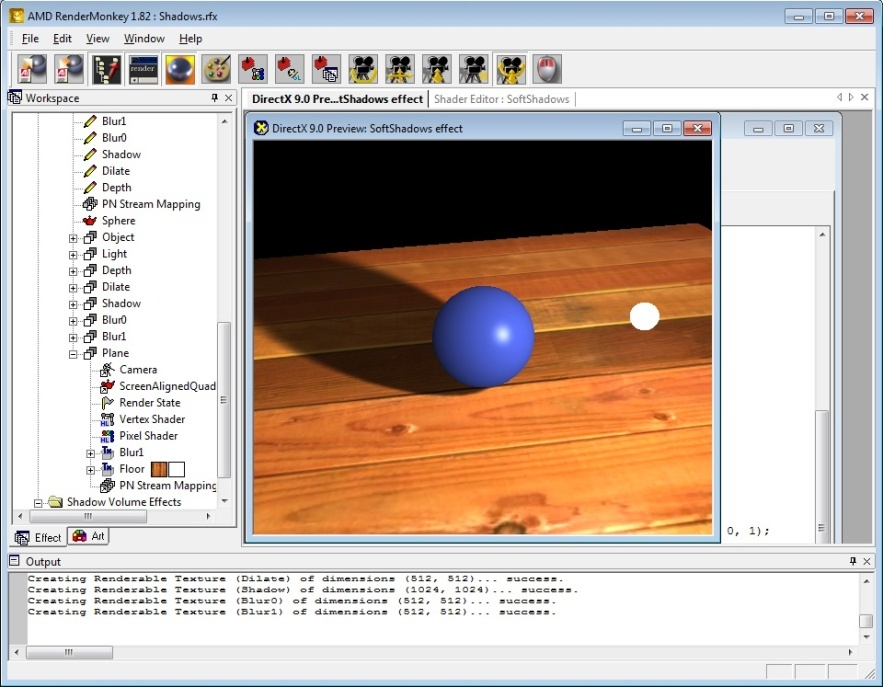 AMD RenderMonkey 1.82 : Shadows.rfx
File Edit View Window Help
render
Workspace
DirectX 9.0 Pre...tShadows effect
Shader Editor : SoftShadows
Blur1
Blur0
Shadow
Dilate
Depth
PN Stream Mapping
Sphere
Object
Light
Depth
Dilate
Shadow
Blur0
Blur1
Plane
Camera
ScreenAlignedQuad
Render State
Vertex Shader
Pixel Shader
Blur1
Floor
PN Stream Mapping
Shadow Volume Effects
Effect
Art
DirectX 9.0 Preview: SoftShadows effect
0, 1);
Output
Creating Renderable Texture (Dilate) of dimensions (512, 512)... success.
Creating Renderable Texture (Shadow) of dimensions (1024, 1024)... success.
Creating Renderable Texture (Blur0) of dimensions (512, 512)... success.
Creating Renderable Texture (Blur1) of dimensions (512, 512)... success.